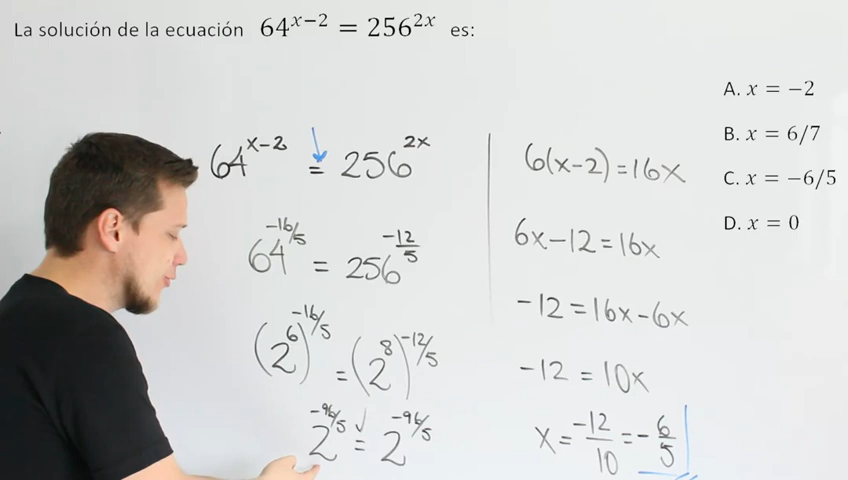 La solución de la ecuación 64^{x−2} = 256^{2x} es:
A. x = −2
B. x = 6/7
C. x = −6/5
D. x = 0
64^{x-2} = 256^{2x}
64^{-16/5} = 256^{-12/5}
(2^6)^{-16/5} = (2^8)^{-12/5}
2^{-96/5} = 2^{-96/5}
6(x-2)=16x
6x-12=16x
-12=16x-6x
-12=10x
x=-12/10=-6/5